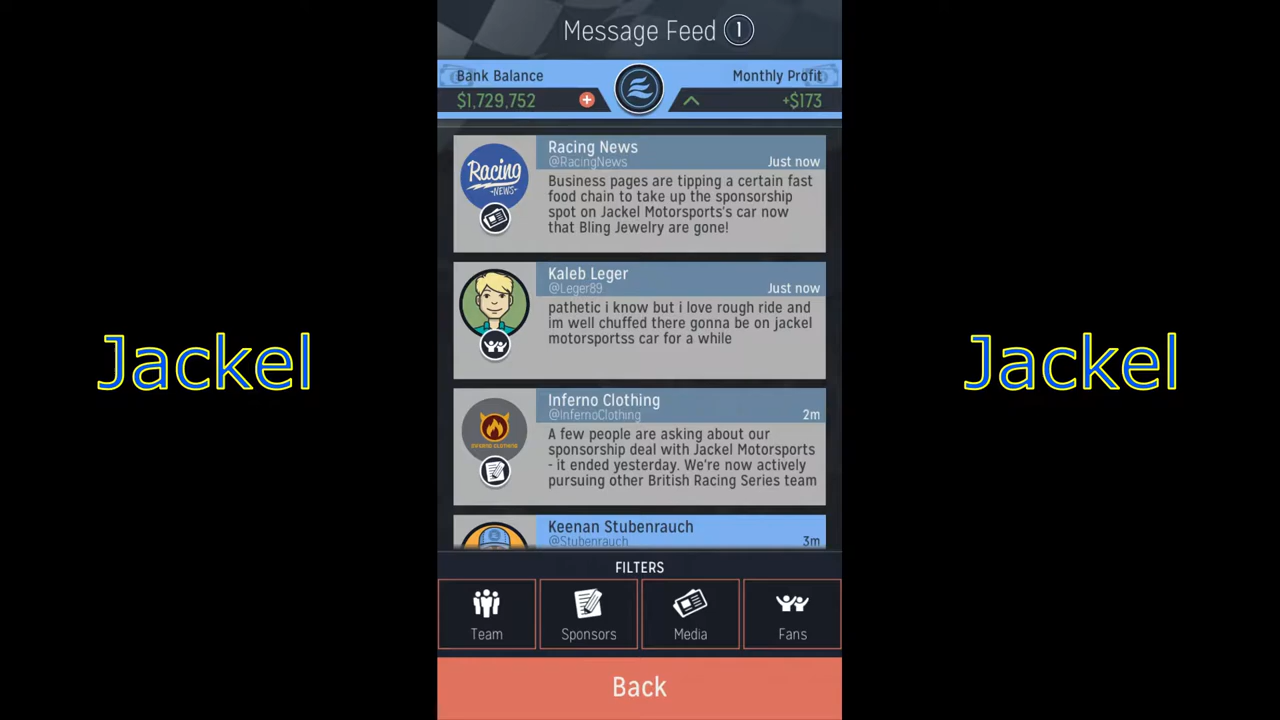 Message Feed 1
Bank Balance
Monthly Profit
$1,729,752
+$173
Racing News
@RacingNews
Just now
Racing
-NEWS-
Business pages are tipping a certain fast
food chain to take up the sponsorship
spot on Jackel Motorsports's car now
that Bling Jewelry are gone!
Kaleb Leger
@Leger89
Just now
pathetic i know but i love rough ride and
im well chuffed there gonna be on jackel
motorsportss car for a while
Jackel
Jackel
Inferno Clothing
@InfernoClothing
2m
INFERNO CLOTHING
A few people are asking about our
sponsorship deal with Jackel Motorsports
- it ended yesterday. We're now actively
pursuing other British Racing Series team
Keenan Stubenrauch
@Stubenrauch
3m
FILTERS
Team
Sponsors
Media
Fans
Back